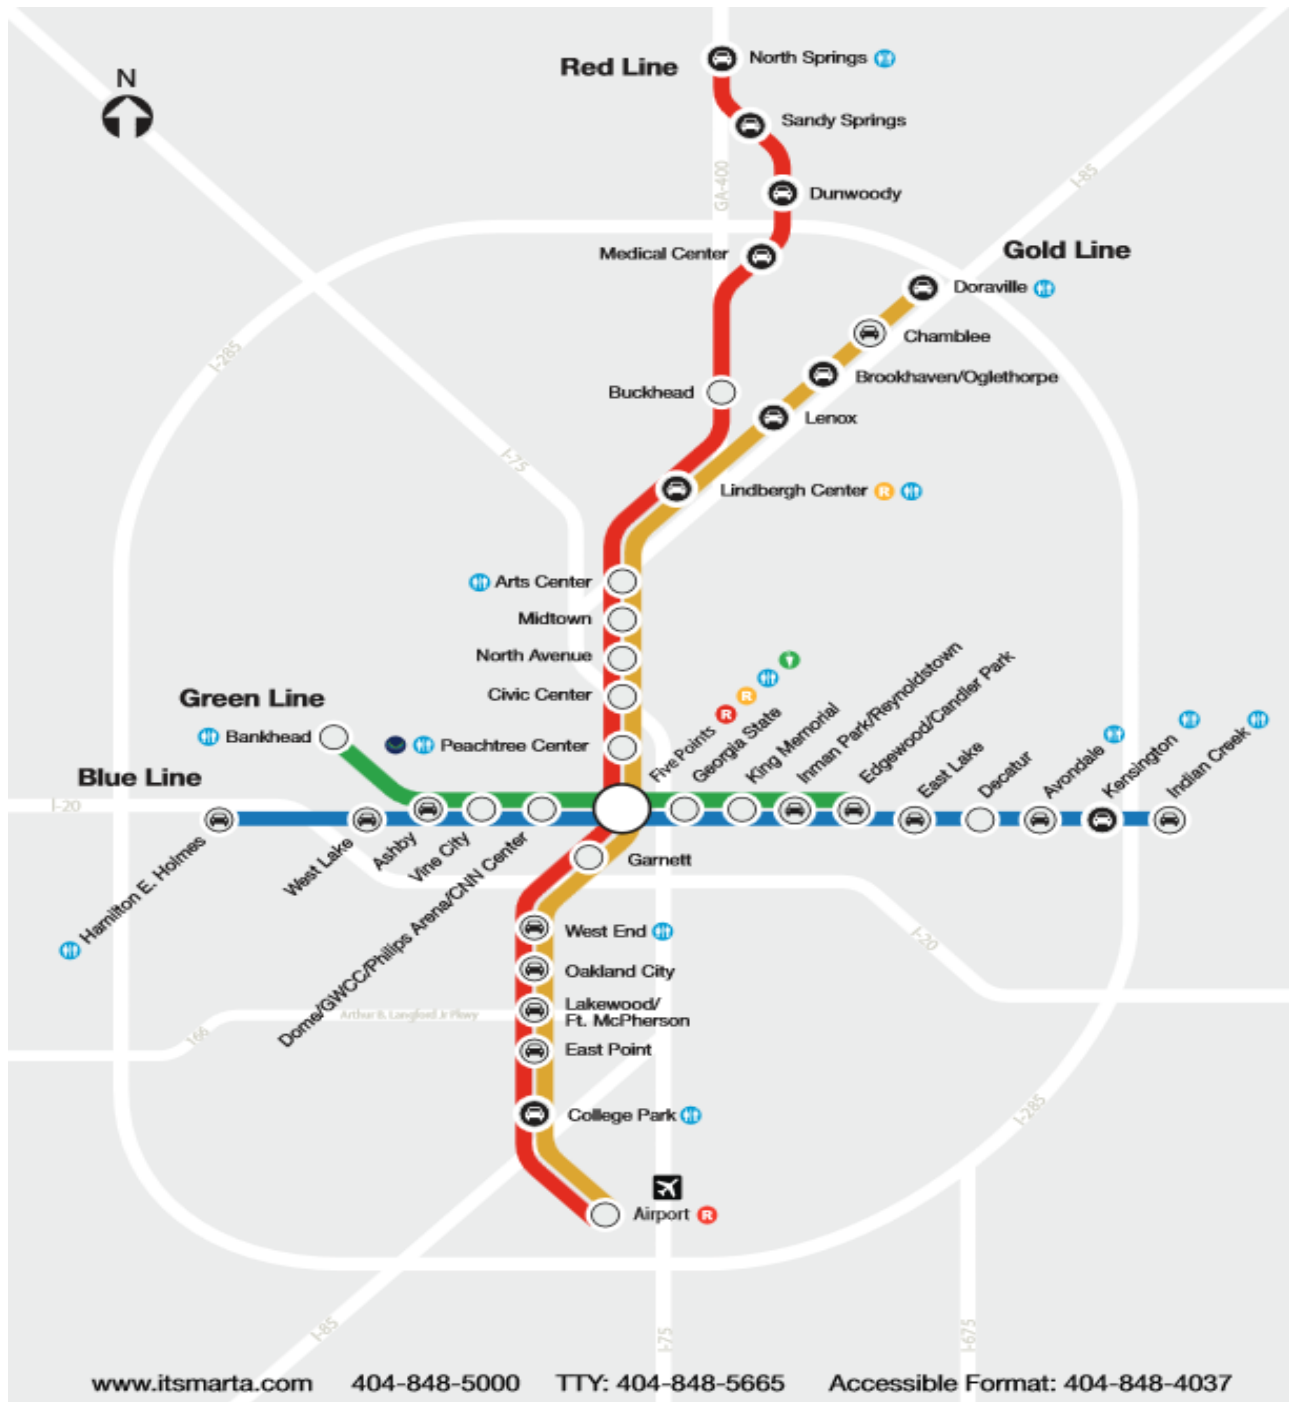 N
Red Line
North Springs
Sandy Springs
GA-400
I-85
Dunwoody
Medical Center
Gold Line
Doraville
Chamblee
I-285
Brookhaven/Oglethorpe
Buckhead
Lenox
I-75
Lindbergh Center R
Arts Center
Midtown
North Avenue
Civic Center
Green Line
Bankhead
Peachtree Center
Five Points R R
Georgia State
King Memorial
Inman Park/Reynoldstown
Edgewood/Candler Park
East Lake
Decatur
Avondale
Kensington
Indian Creek
Blue Line
I-20
Hamilton E. Holmes
West Lake
Ashby
Vine City
Dome/GWCC/Philips Arena/CNN Center
Garnett
West End
I-20
Oakland City
Lakewood/
Ft. McPherson
Arthur B. Langford Jr Pkwy
166
East Point
College Park
I-285
Airport R
I-85
I-75
I-675
www.itsmarta.com 404-848-5000 TTY: 404-848-5665 Accessible Format: 404-848-4037